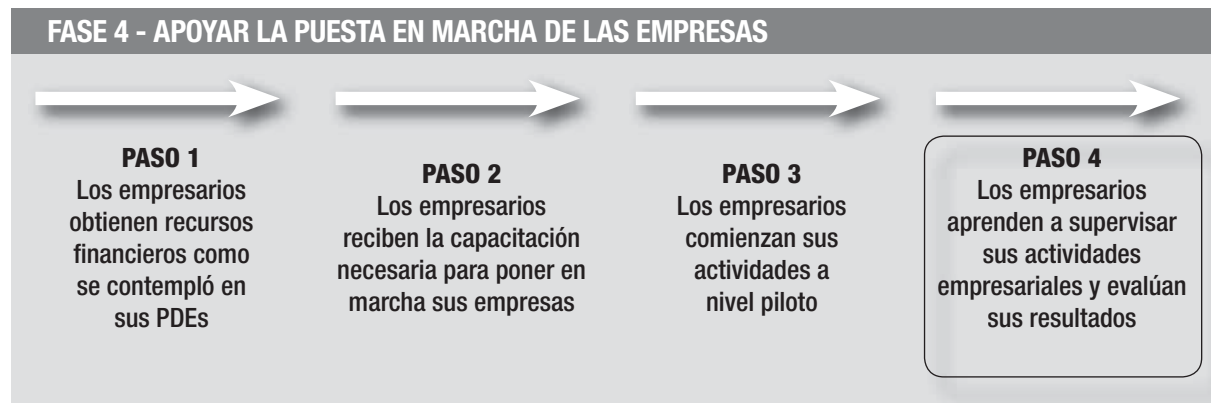 FASE 4 - APOYAR LA PUESTA EN MARCHA DE LAS EMPRESAS
PASO 1
Los empresarios
obtienen recursos
financieros como
se contempló en
sus PDEs
PASO 2
Los empresarios
reciben la capacitación
necesaria para poner en
marcha sus empresas
PASO 3
Los empresarios
comienzan sus
actividades a
nivel piloto
PASO 4
Los empresarios
aprenden a supervisar
sus actividades
empresariales y evalúan
sus resultados